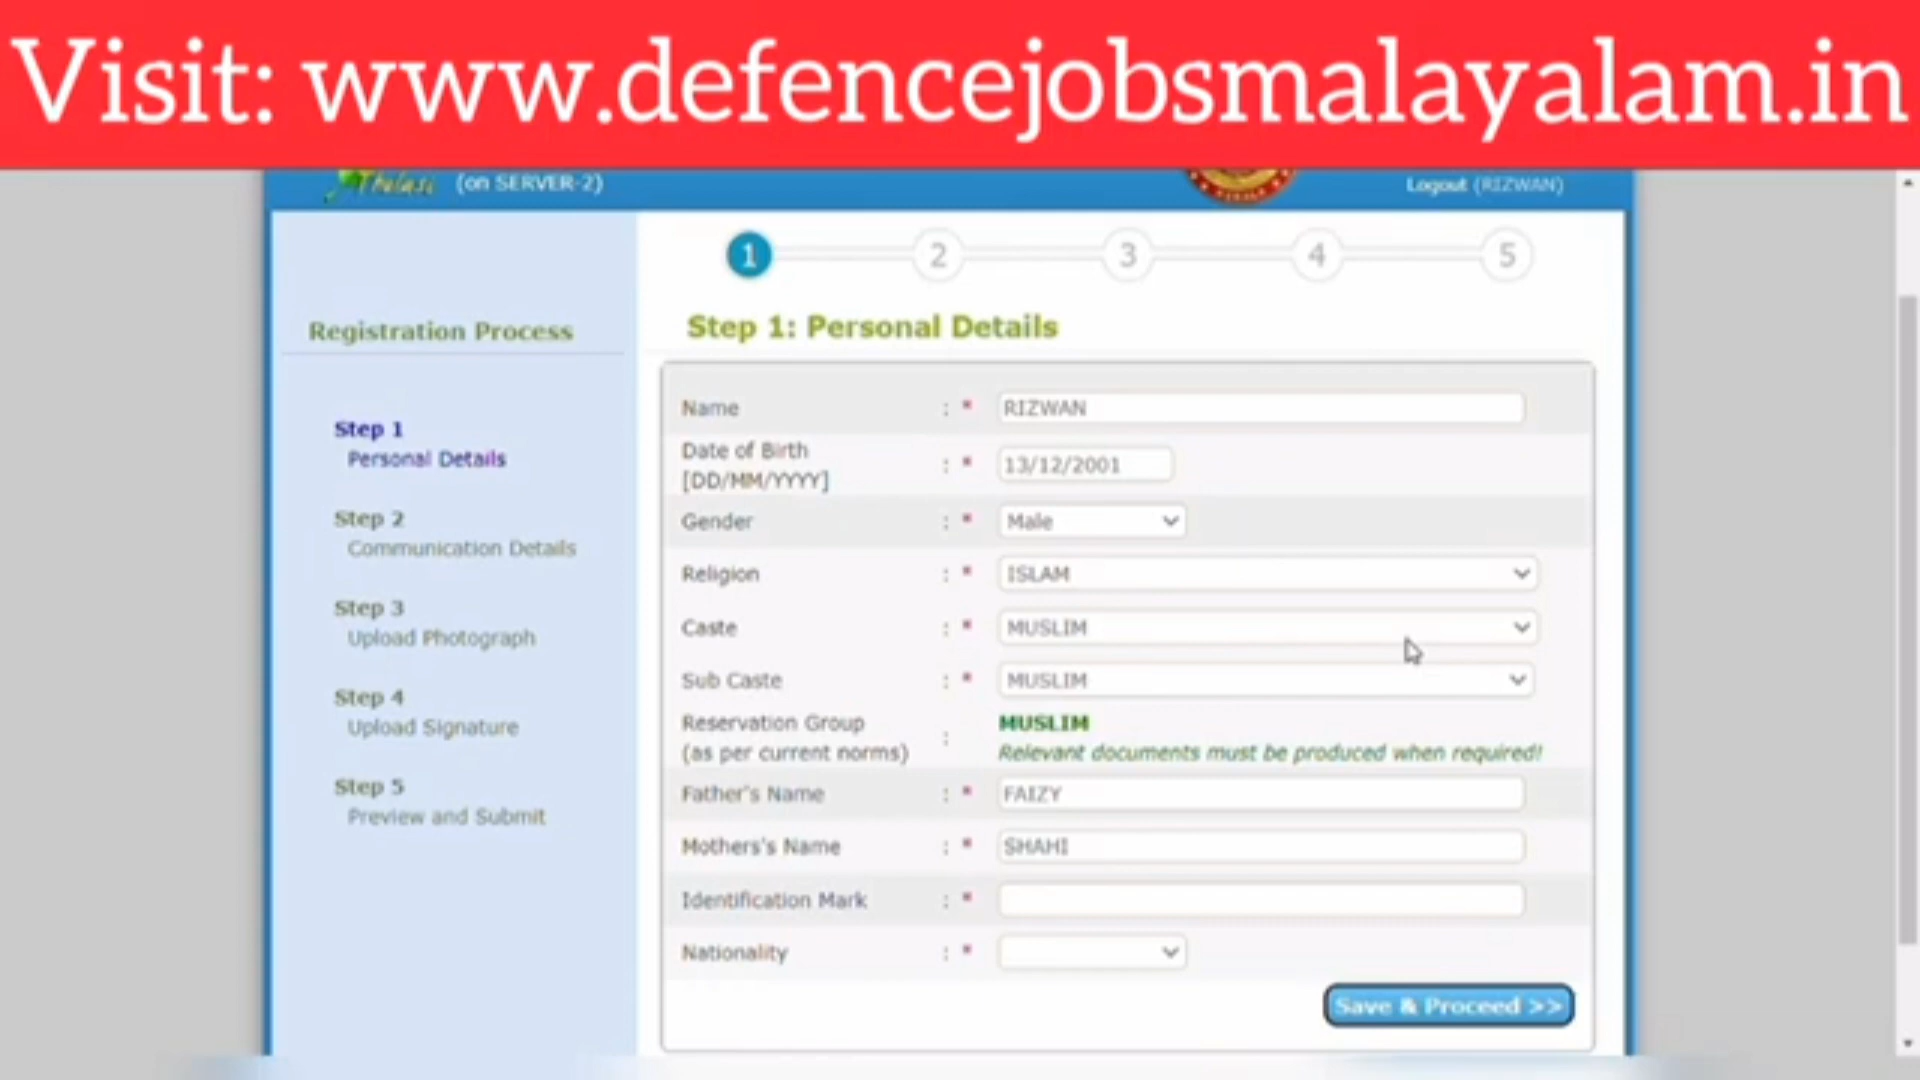 Visit: www.defencejobsmalayalam.in
Thulasi (on SERVER-2)
Logout (RIZWAN)
1 2 3 4 5
Registration Process
Step 1
Personal Details
Step 2
Communication Details
Step 3
Upload Photograph
Step 4
Upload Signature
Step 5
Preview and Submit
Step 1: Personal Details
Name : * RIZWAN
Date of Birth
[DD/MM/YYYY] : * 13/12/2001
Gender : * Male
Religion : * ISLAM
Caste : * MUSLIM
Sub Caste : * MUSLIM
Reservation Group : MUSLIM
(as per current norms) Relevant documents must be produced when required!
Father's Name : * FAIZY
Mothers's Name : * SHAHI
Identification Mark : *
Nationality : *
Save & Proceed >>